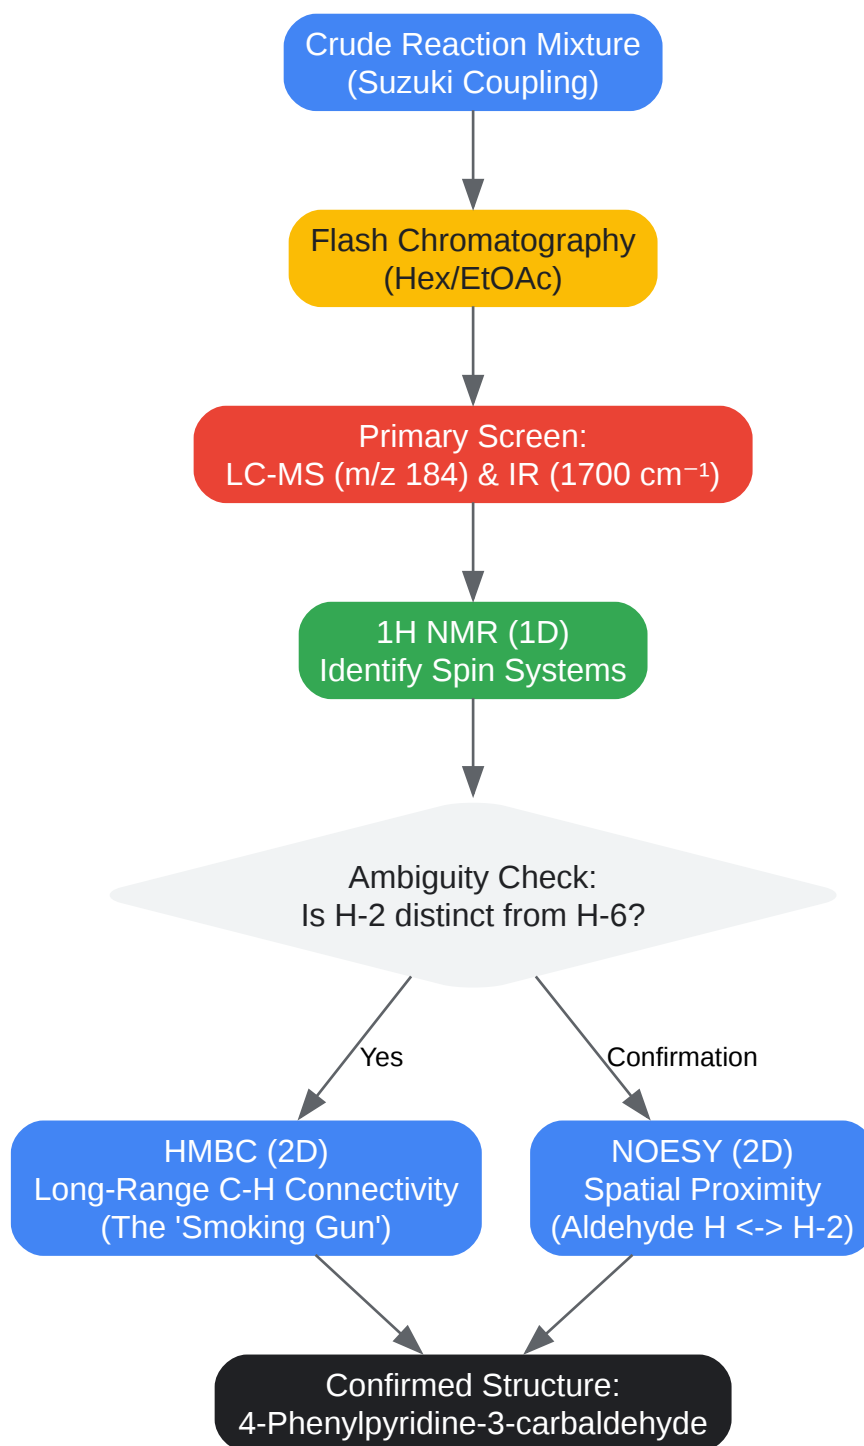 Crude Reaction Mixture
(Suzuki Coupling)
Flash Chromatography
(Hex/EtOAc)
Primary Screen:
LC-MS (m/z 184) & IR (1700 cm⁻¹)
1H NMR (1D)
Identify Spin Systems
Ambiguity Check:
Is H-2 distinct from H-6?
Yes
Confirmation
HMBC (2D)
Long-Range C-H Connectivity
(The 'Smoking Gun')
NOESY (2D)
Spatial Proximity
(Aldehyde H <-> H-2)
Confirmed Structure:
4-Phenylpyridine-3-carbaldehyde